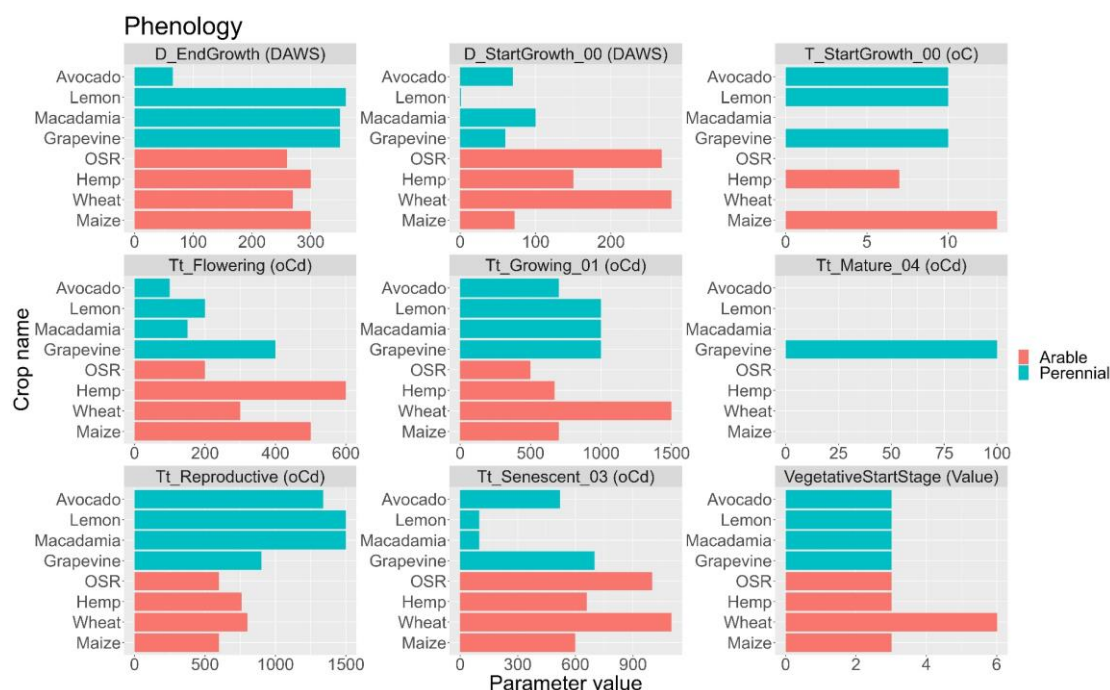 Phenology
D_EndGrowth (DAWS)
Avocado
Lemon
Macadamia
Grapevine
OSR
Hemp
Wheat
Maize
0 100 200 300
D_StartGrowth_00 (DAWS)
Avocado
Lemon
Macadamia
Grapevine
OSR
Hemp
Wheat
Maize
0 100 200
T_StartGrowth_00 (oC)
Avocado
Lemon
Macadamia
Grapevine
OSR
Hemp
Wheat
Maize
0 5 10
Crop name
Tt_Flowering (oCd)
Avocado
Lemon
Macadamia
Grapevine
OSR
Hemp
Wheat
Maize
0 200 400 600
Tt_Growing_01 (oCd)
Avocado
Lemon
Macadamia
Grapevine
OSR
Hemp
Wheat
Maize
0 500 1000 1500
Tt_Mature_04 (oCd)
Avocado
Lemon
Macadamia
Grapevine
OSR
Hemp
Wheat
Maize
0 25 50 75 100
Arable
Perennial
Tt_Reproductive (oCd)
Avocado
Lemon
Macadamia
Grapevine
OSR
Hemp
Wheat
Maize
0 500 1000 1500
Tt_Senescent_03 (oCd)
Avocado
Lemon
Macadamia
Grapevine
OSR
Hemp
Wheat
Maize
0 300 600 900
VegetativeStartStage (Value)
Avocado
Lemon
Macadamia
Grapevine
OSR
Hemp
Wheat
Maize
0 2 4 6
Parameter value